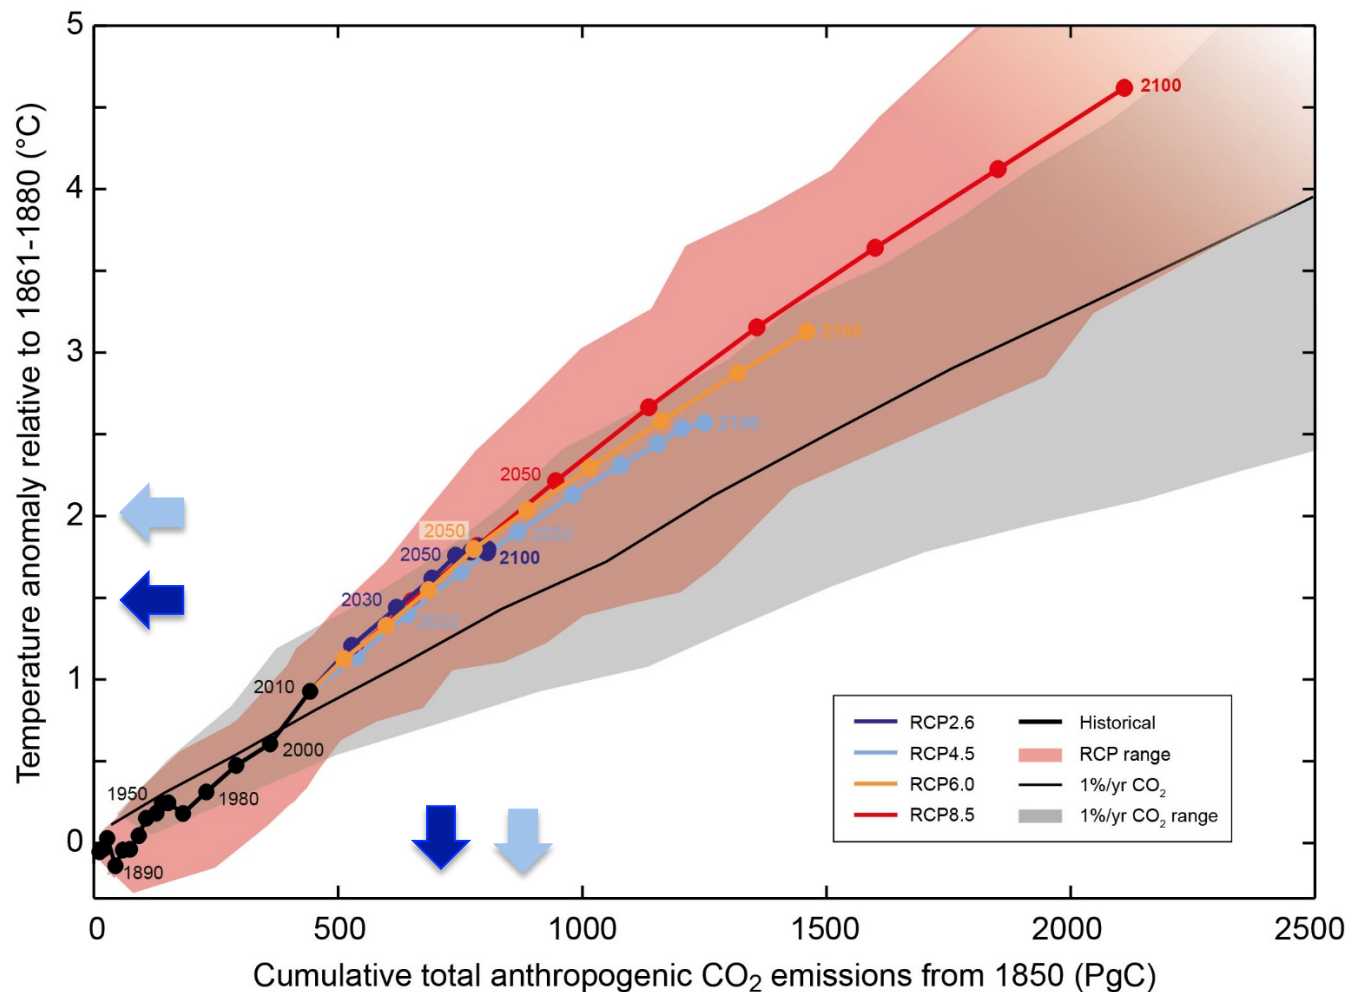 5
4
3
2
1
0
Temperature anomaly relative to 1861-1880 (°C)
2100
2100
2100
2050
2050
2050
2050
2100
2030
2030
2010
2000
1980
1950
1890
RCP2.6
RCP4.5
RCP6.0
RCP8.5
Historical
RCP range
1%/yr CO₂
1%/yr CO₂ range
0 500 1000 1500 2000 2500
Cumulative total anthropogenic CO₂ emissions from 1850 (PgC)